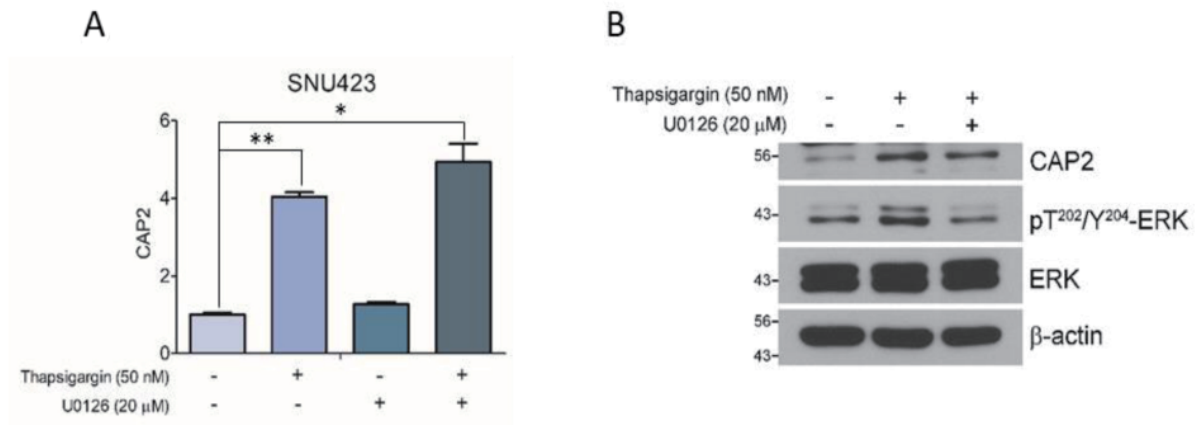 A
SNU423
CAP2
6
4
2
0
* 
**
Thapsigargin (50 nM) - + - +
U0126 (20 μM) - - + +
B
Thapsigargin (50 nM) - + +
U0126 (20 μM) - - +
56- CAP2
43- pT²⁰²/Y²⁰⁴-ERK
43- ERK
56-
β-actin
43-